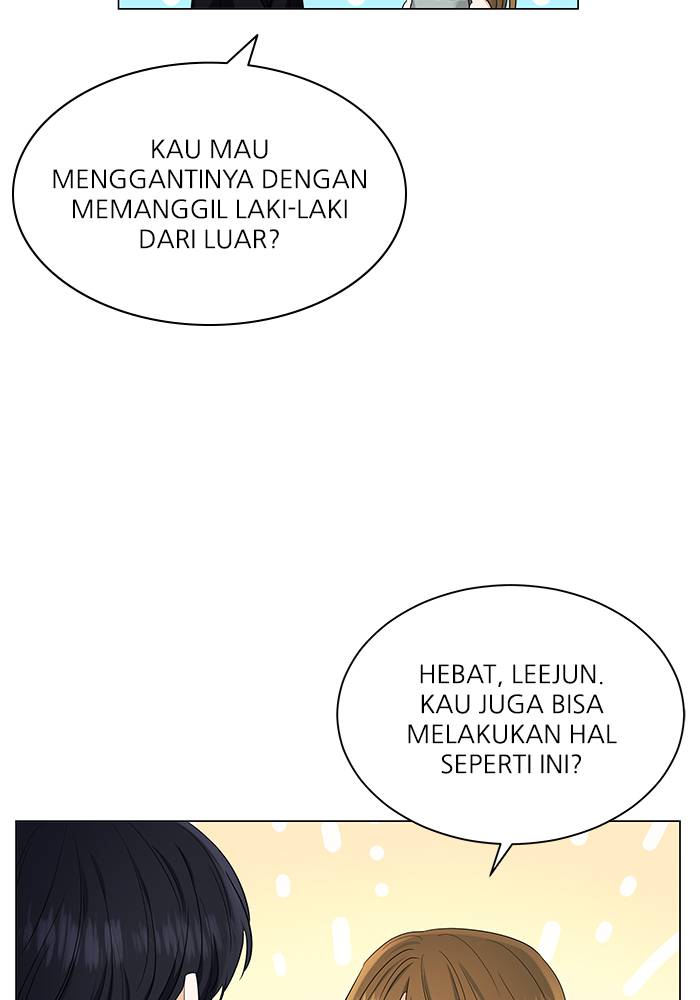 KAU MAU
MENGGANTINYA DENGAN
MEMANGGIL LAKI-LAKI
DARI LUAR?
HEBAT, LEEJUN.
KAU JUGA BISA
MELAKUKAN HAL
SEPERTI INI?